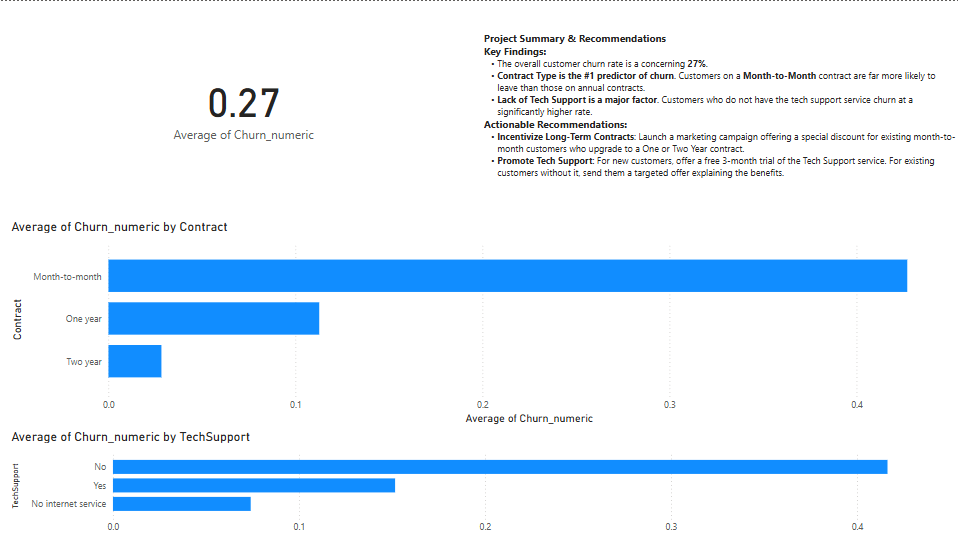 Project Summary & Recommendations
Key Findings:
• The overall customer churn rate is a concerning 27%.
• Contract Type is the #1 predictor of churn. Customers on a Month-to-Month contract are far more likely to
leave than those on annual contracts.
• Lack of Tech Support is a major factor. Customers who do not have the tech support service churn at a
significantly higher rate.
Actionable Recommendations:
• Incentivize Long-Term Contracts: Launch a marketing campaign offering a special discount for existing month-to-
month customers who upgrade to a One or Two Year contract.
• Promote Tech Support: For new customers, offer a free 3-month trial of the Tech Support service. For existing
customers without it, send them a targeted offer explaining the benefits.
0.27
Average of Churn_numeric
Average of Churn_numeric by Contract
Contract
Month-to-month
One year
Two year
0.0 0.1 0.2 0.3 0.4
Average of Churn_numeric
Average of Churn_numeric by TechSupport
TechSupport
No
Yes
No internet service
0.0 0.1 0.2 0.3 0.4